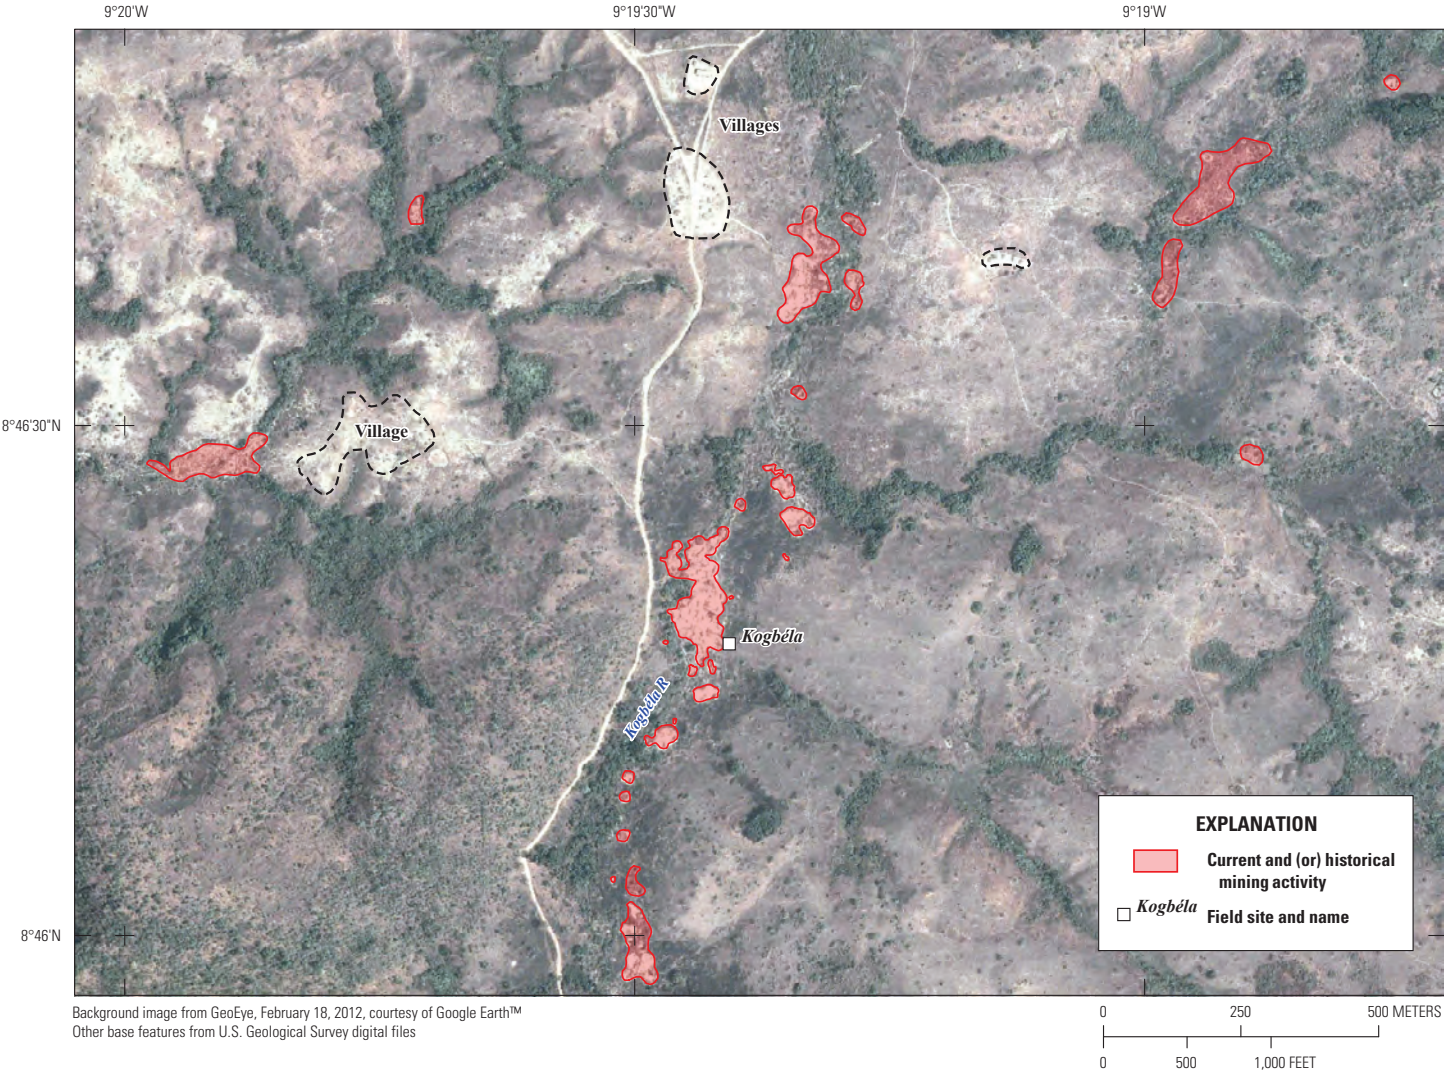 9°20'W
9°19'30"W
9°19'W
Villages
8°46'30"N
Village
Kogbéla
Kogbéla R
EXPLANATION
Current and (or) historical
mining activity
Kogbéla
Field site and name
8°46'N
Background image from GeoEye, February 18, 2012, courtesy of Google Earth™
Other base features from U.S. Geological Survey digital files
0 250 500 METERS
0 500 1,000 FEET